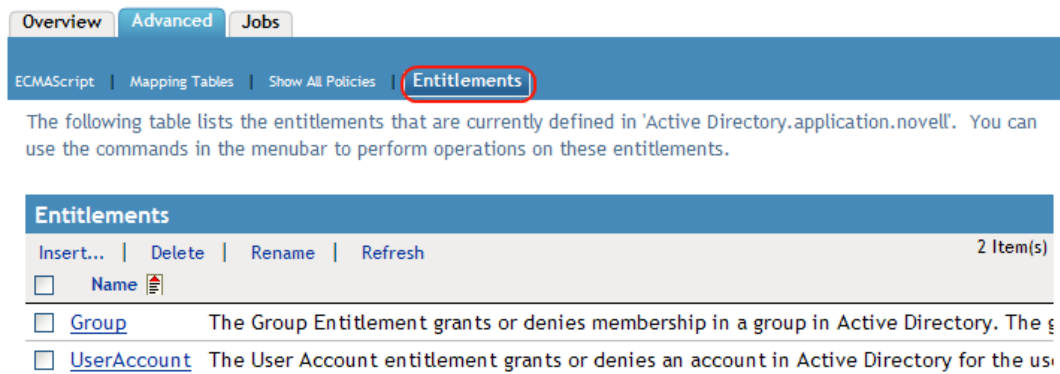 Overview Advanced Jobs
ECMAScript | Mapping Tables | Show All Policies | Entitlements
The following table lists the entitlements that are currently defined in 'Active Directory.application.novell'. You can
use the commands in the menubar to perform operations on these entitlements.
Entitlements
Insert... | Delete | Rename | Refresh 2 Item(s)
Name
Group The Group Entitlement grants or denies membership in a group in Active Directory. The
UserAccount The User Account entitlement grants or denies an account in Active Directory for the